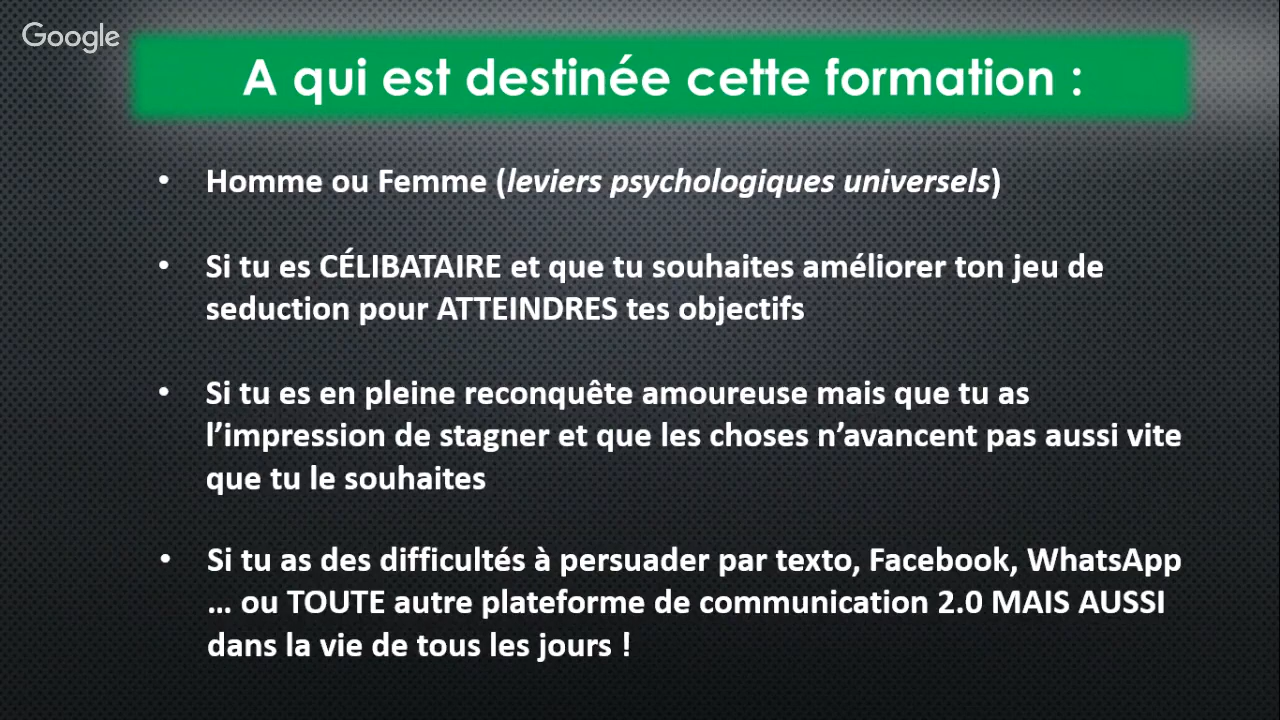 Google
A qui est destinée cette formation :
• Homme ou Femme (leviers psychologiques universels)
• Si tu es CÉLIBATAIRE et que tu souhaites améliorer ton jeu de
seduction pour ATTEINDRES tes objectifs
• Si tu es en pleine reconquête amoureuse mais que tu as
l’impression de stagner et que les choses n’avancent pas aussi vite
que tu le souhaites
• Si tu as des difficultés à persuader par texto, Facebook, WhatsApp
… ou TOUTE autre plateforme de communication 2.0 MAIS AUSSI
dans la vie de tous les jours !